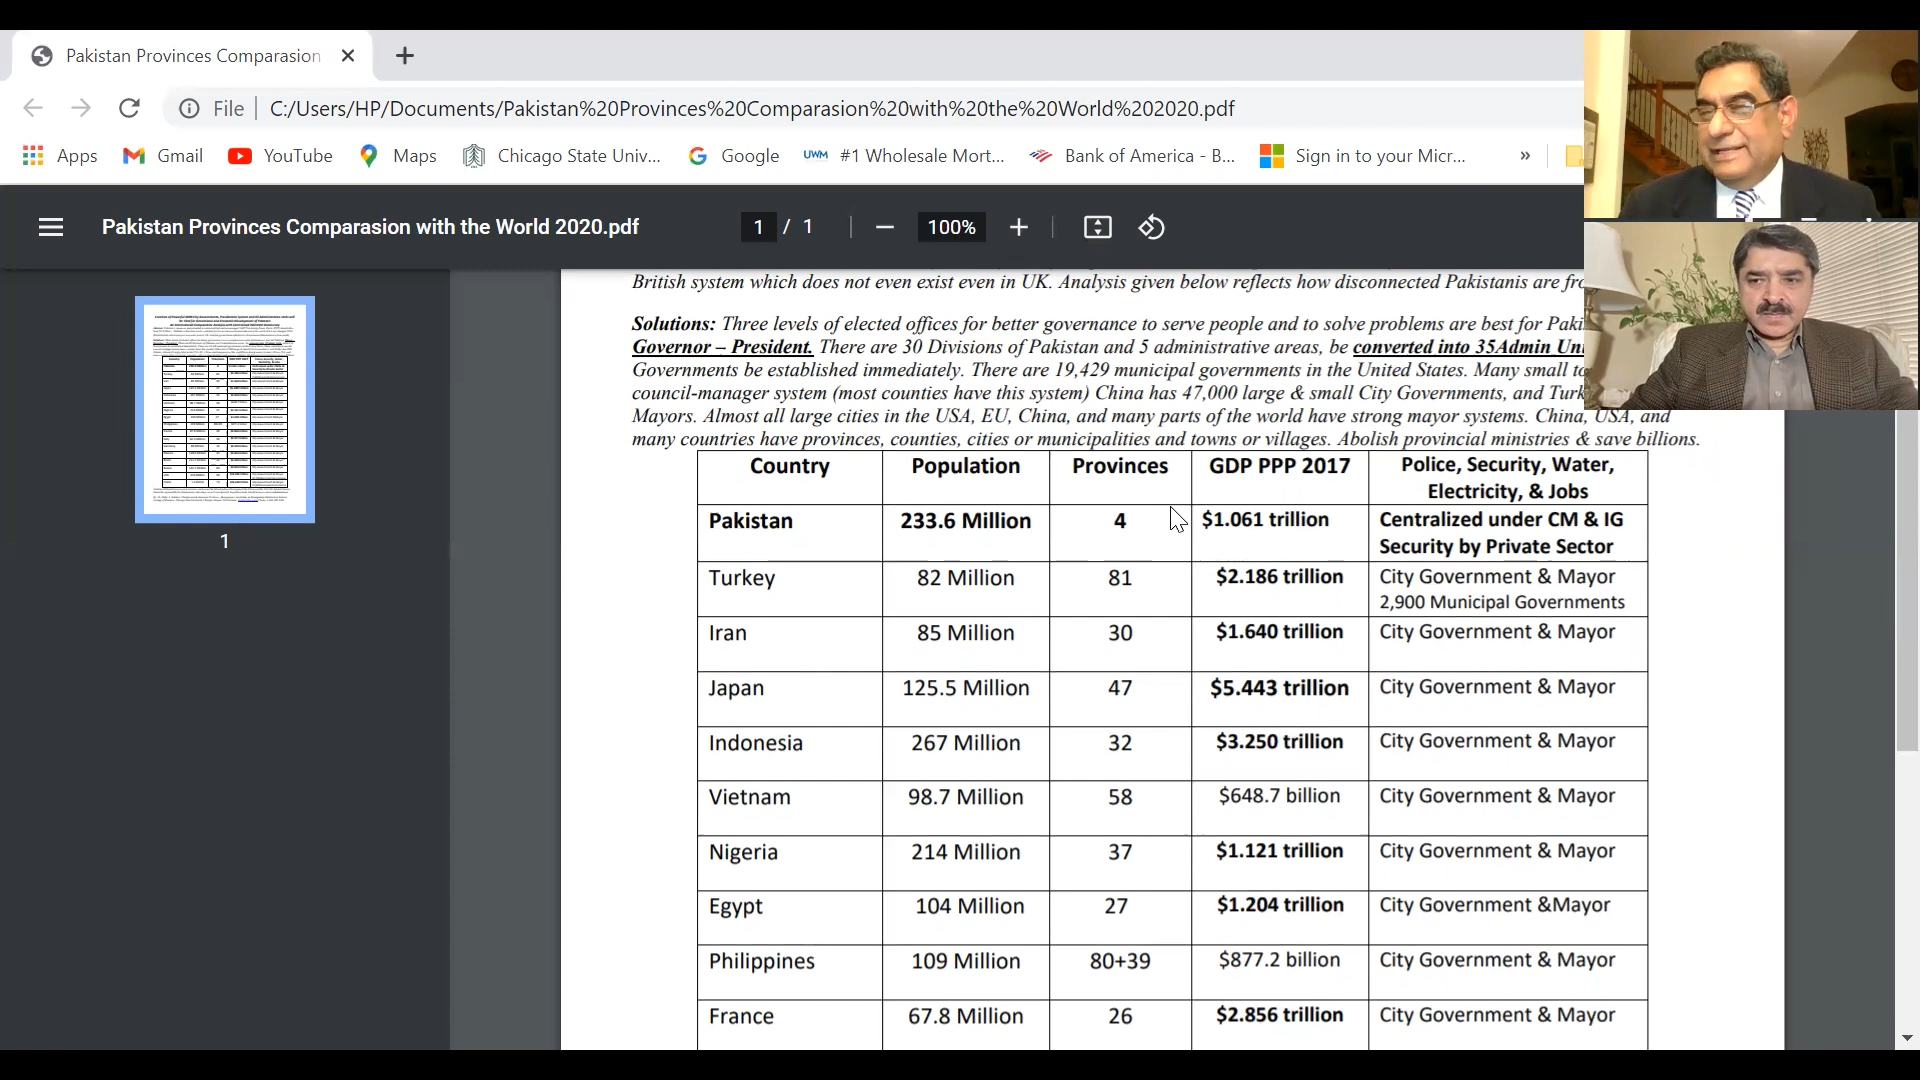 Pakistan Provinces Comparasion
File C:/Users/HP/Documents/Pakistan%20Provinces%20Comparasion%20with%20the%20World%202020.pdf
Apps Gmail YouTube Maps Chicago State Univ... Google UWM #1 Wholesale Mort... Bank of America - B... Sign in to your Micr... »
Pakistan Provinces Comparasion with the World 2020.pdf 1 / 1 100%
British system which does not even exist even in UK. Analysis given below reflects how disconnected Pakistanis are
Solutions: Three levels of elected offices for better governance to serve people and to solve problems are best for
Governor – President. There are 30 Divisions of Pakistan and 5 administrative areas, be converted into 35Admin
Governments be established immediately. There are 19,429 municipal governments in the United States. Many small
council-manager system (most counties have this system) China has 47,000 large & small City Governments, and
Mayors. Almost all large cities in the USA, EU, China, and many parts of the world have strong mayor systems. China, USA, and
many countries have provinces, counties, cities or municipalities and towns or villages. Abolish provincial ministries & save billions.
Country Population Provinces GDP PPP 2017 Police, Security, Water,
Electricity, & Jobs
Pakistan 233.6 Million 4 $1.061 trillion Centralized under CM & IG
Security by Private Sector
Turkey 82 Million 81 $2.186 trillion City Government & Mayor
2,900 Municipal Governments
Iran 85 Million 30 $1.640 trillion City Government & Mayor
Japan 125.5 Million 47 $5.443 trillion City Government & Mayor
Indonesia 267 Million 32 $3.250 trillion City Government & Mayor
Vietnam 98.7 Million 58 $648.7 billion City Government & Mayor
Nigeria 214 Million 37 $1.121 trillion City Government & Mayor
Egypt 104 Million 27 $1.204 trillion City Government &Mayor
Philippines 109 Million 80+39 $877.2 billion City Government & Mayor
France 67.8 Million 26 $2.856 trillion City Government & Mayor
1